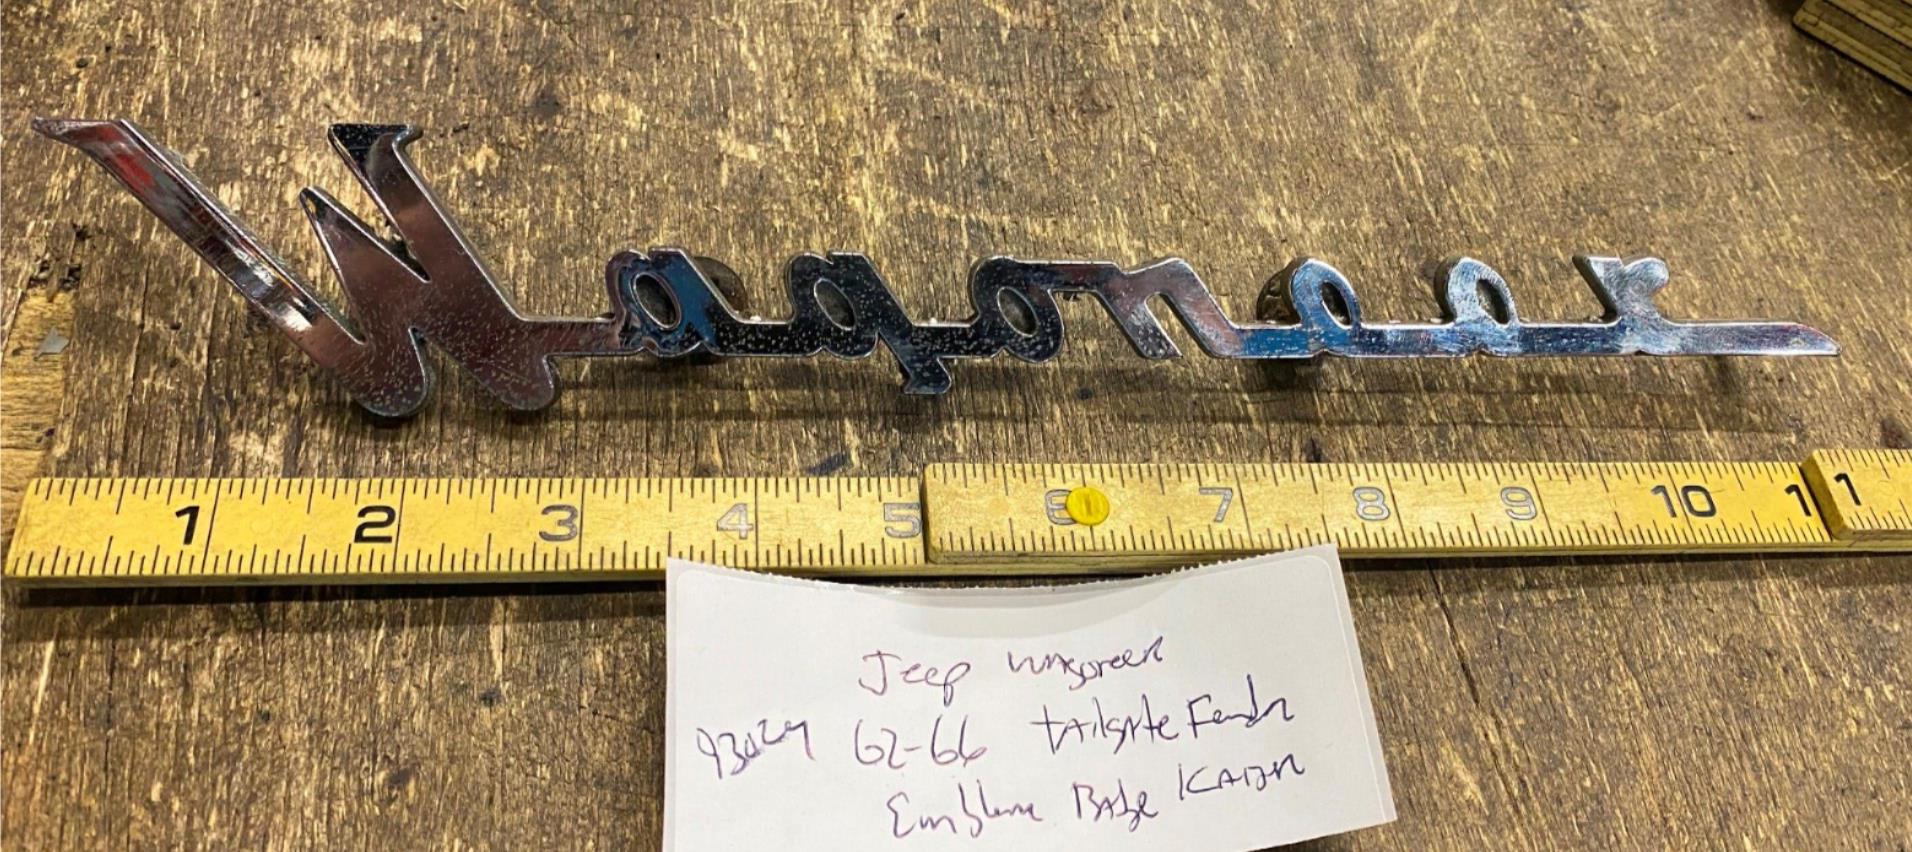 Wagoneer
1 2 3 4 5 6 7 8 9 10 11
Jeep WAgoneer
62-66 tAilgAte Fender
Emblem BAdge KAiser